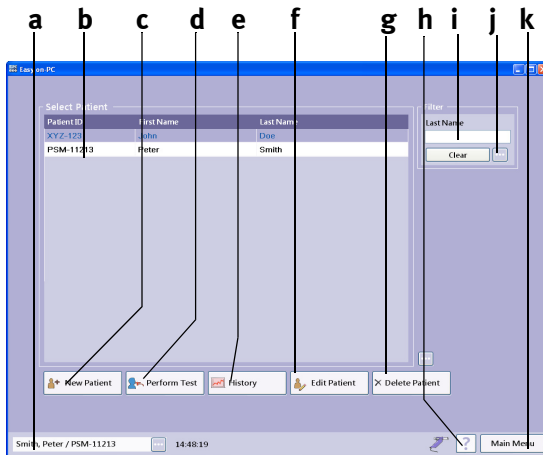 a b c d e f g h i j k
Easy on-PC
Select Patient
Filter
Patient ID First Name Last Name
Last Name
XYZ-123 John Doe
PSM-11213 Peter Smith
Clear ...
...
New Patient Perform Test History Edit Patient Delete Patient
Smith, Peter / PSM-11213 ... 14:48:19 ? Main Menu